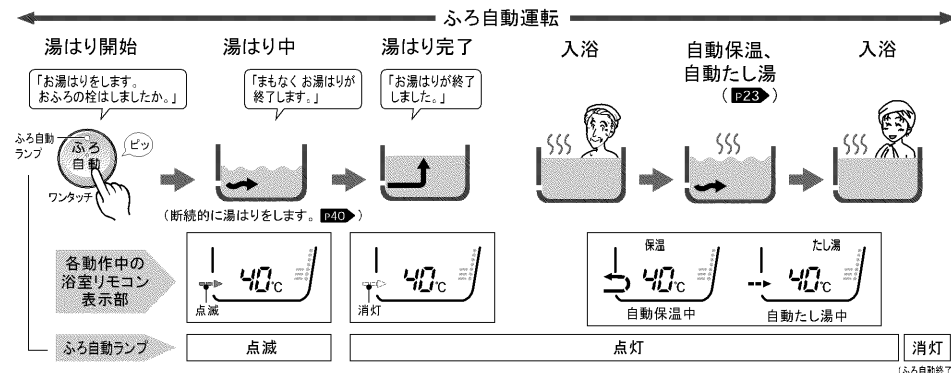 ふろ自動運転
湯はり開始
湯はり中
湯はり完了
入浴
自動保温、
自動たし湯
(P23)
入浴
「お湯はりをします。
おふろの栓はしましたか。」
「まもなく お湯はりが
終了します。」
「お湯はりが終了
しました。」
ふろ自動
ランプ
ふろ
自動
ピッ
ワンタッチ
(断続的に湯はりをします。P40)
各動作中の
浴室リモコン
表示部
40℃
点滅
40℃
消灯
保温
40℃
自動保温中
たし湯
40℃
自動たし湯中
ふろ自動ランプ
点滅
点灯
消灯
(ふろ自動終了